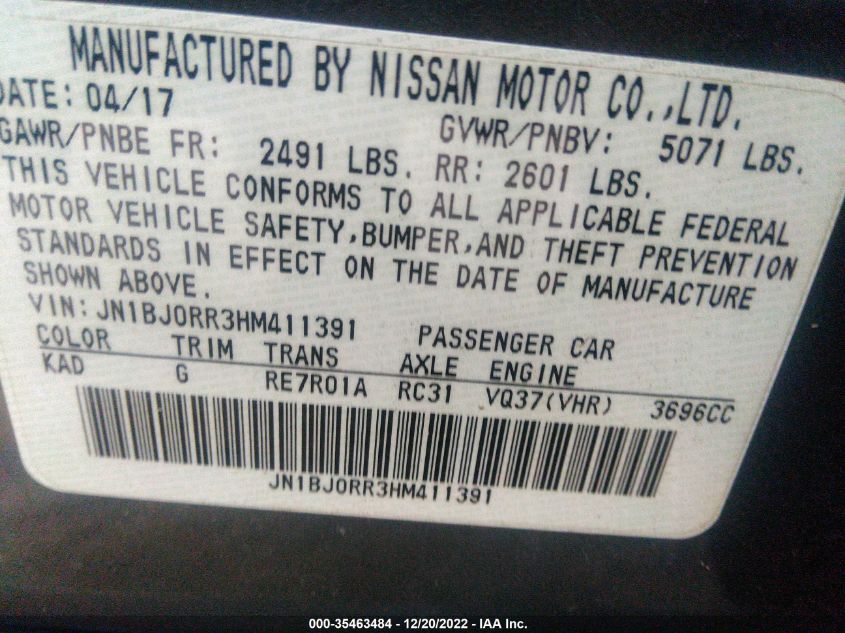 MANUFACTURED BY NISSAN MOTOR CO.,LTD.
DATE: 04/17
GAWR/PNBE FR: 2491 LBS. GVWR/PNBV: 5071 LBS.
RR: 2601 LBS.
THIS VEHICLE CONFORMS TO ALL APPLICABLE FEDERAL
MOTOR VEHICLE SAFETY,BUMPER,AND THEFT PREVENTION
STANDARDS IN EFFECT ON THE DATE OF MANUFACTURE
SHOWN ABOVE.
VIN:JN1BJ0RR3HM411391 PASSENGER CAR
COLOR TRIM TRANS AXLE ENGINE
KAD G RE7R01A RC31 VQ37(VHR) 3696CC
JN1BJ0RR3HM411391
000-35463484 - 12/20/2022 - IAA Inc.